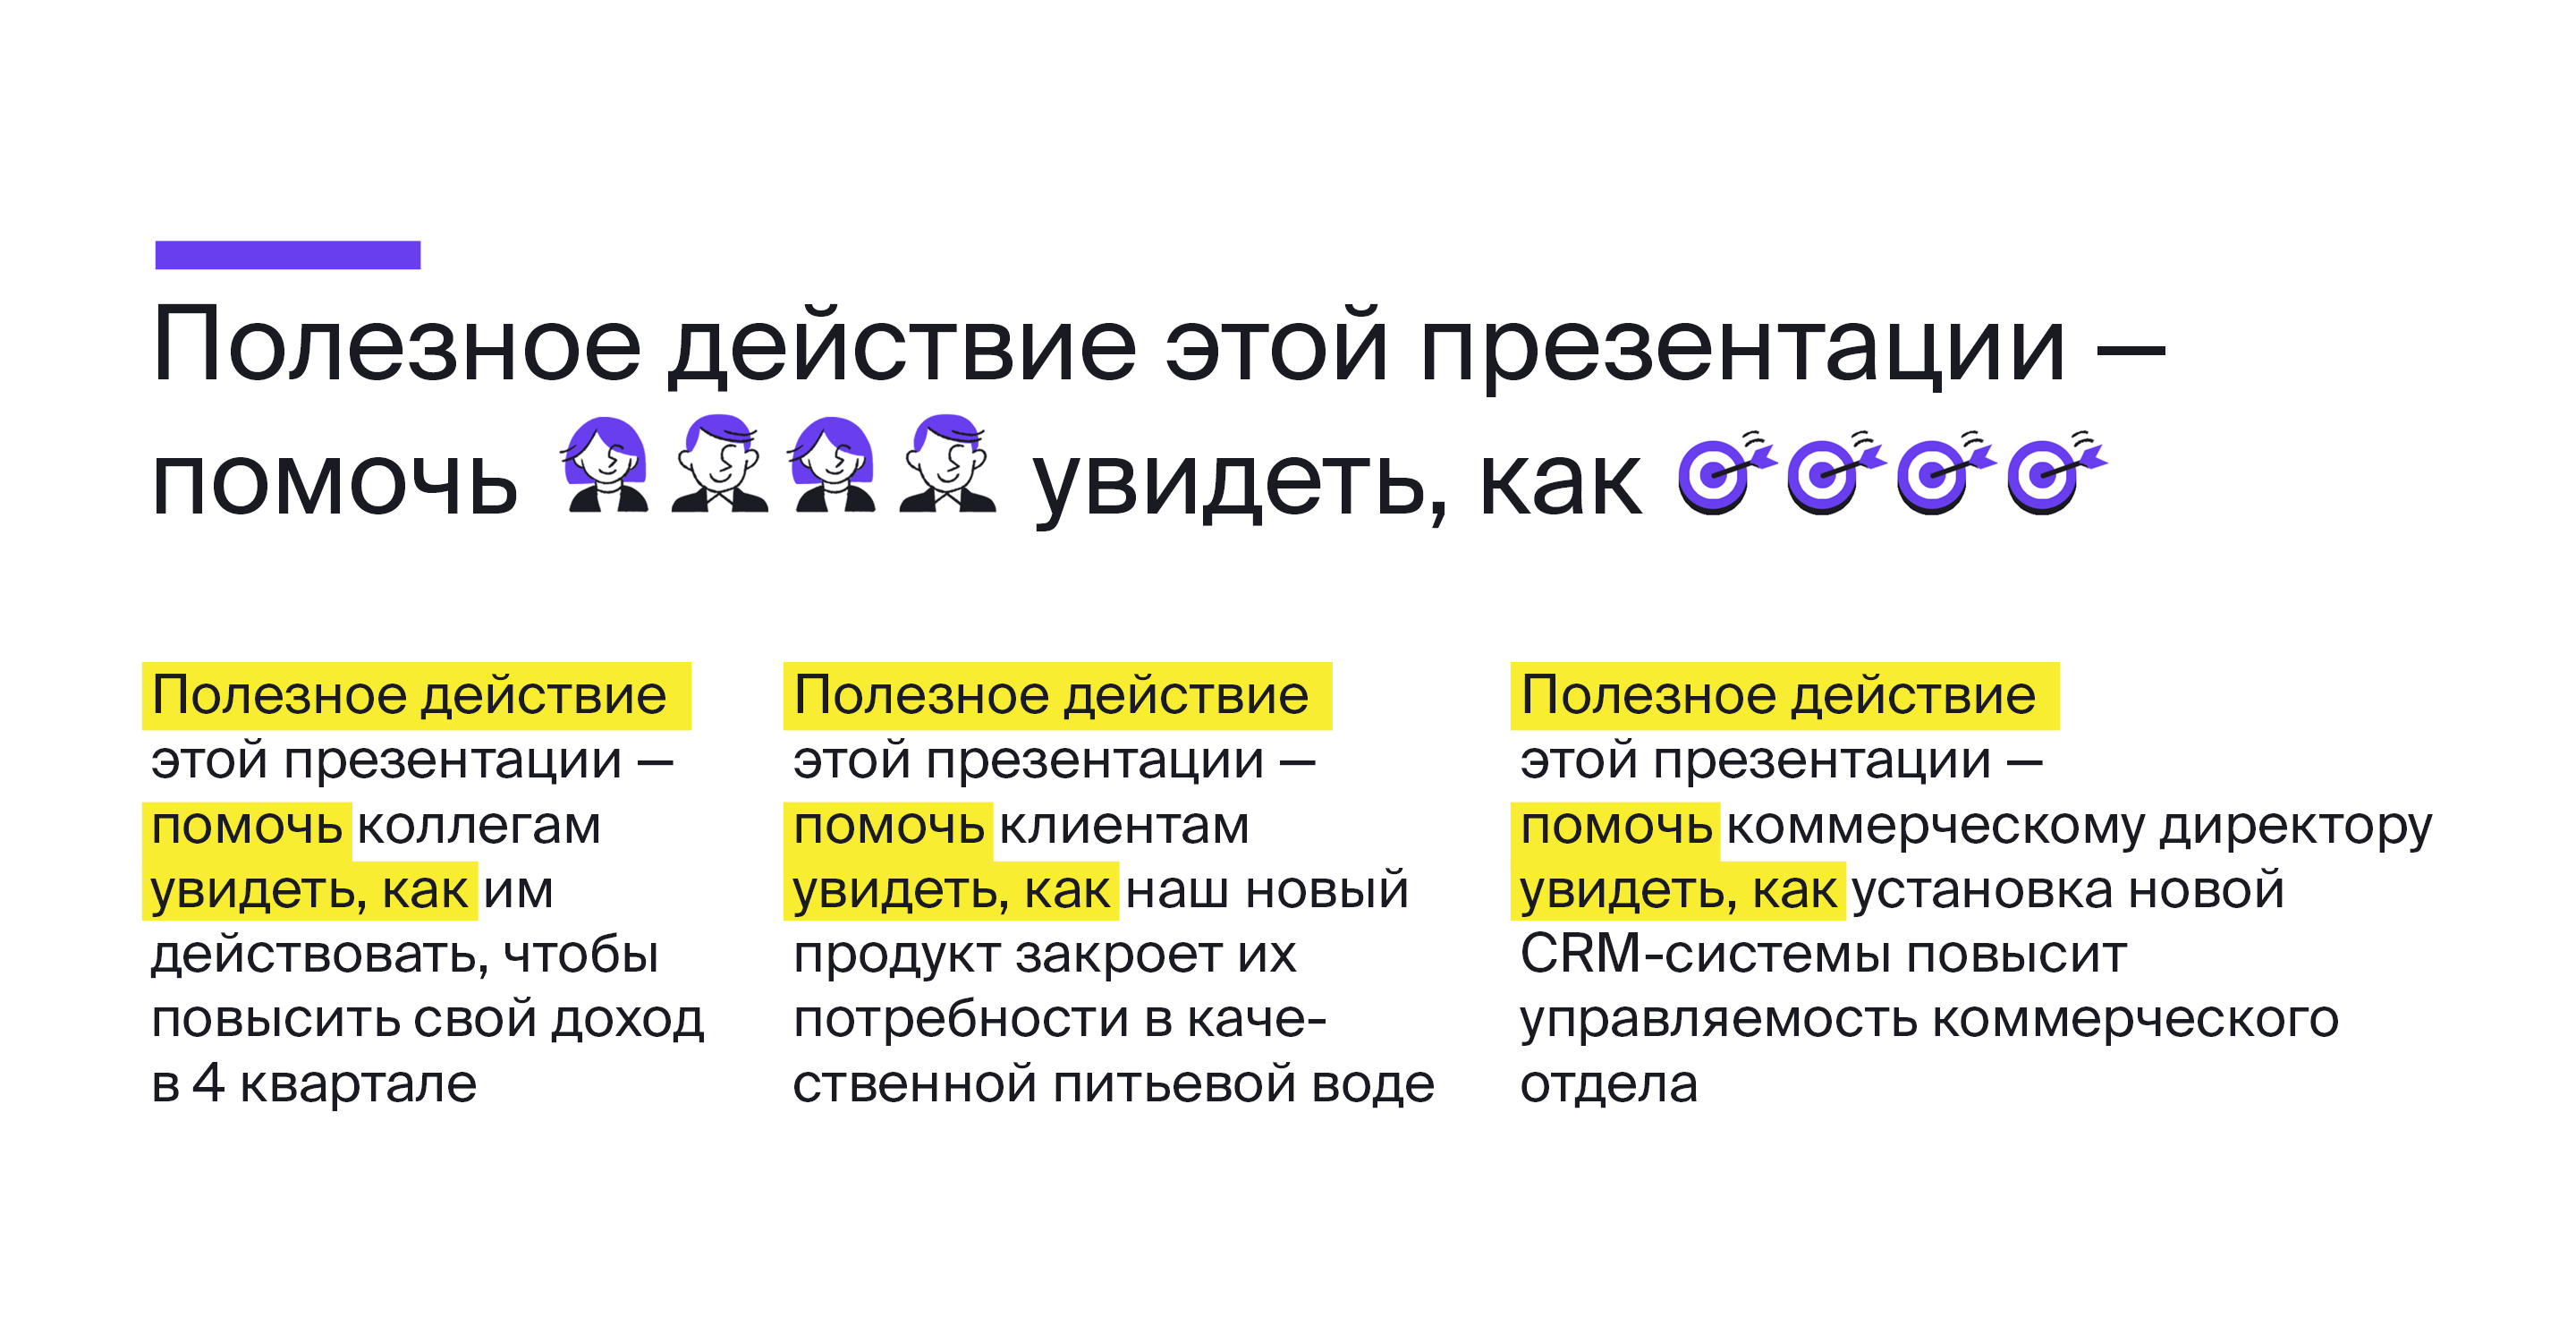 Полезное действие этой презентации —
помочь увидеть, как
Полезное действие
этой презентации —
помочь коллегам
увидеть, как им
действовать, чтобы
повысить свой доход
в 4 квартале
Полезное действие
этой презентации —
помочь клиентам
увидеть, как наш новый
продукт закроет их
потребности в каче-
ственной питьевой воде
Полезное действие
этой презентации —
помочь коммерческому директору
увидеть, как установка новой
CRM-системы повысит
управляемость коммерческого
отдела